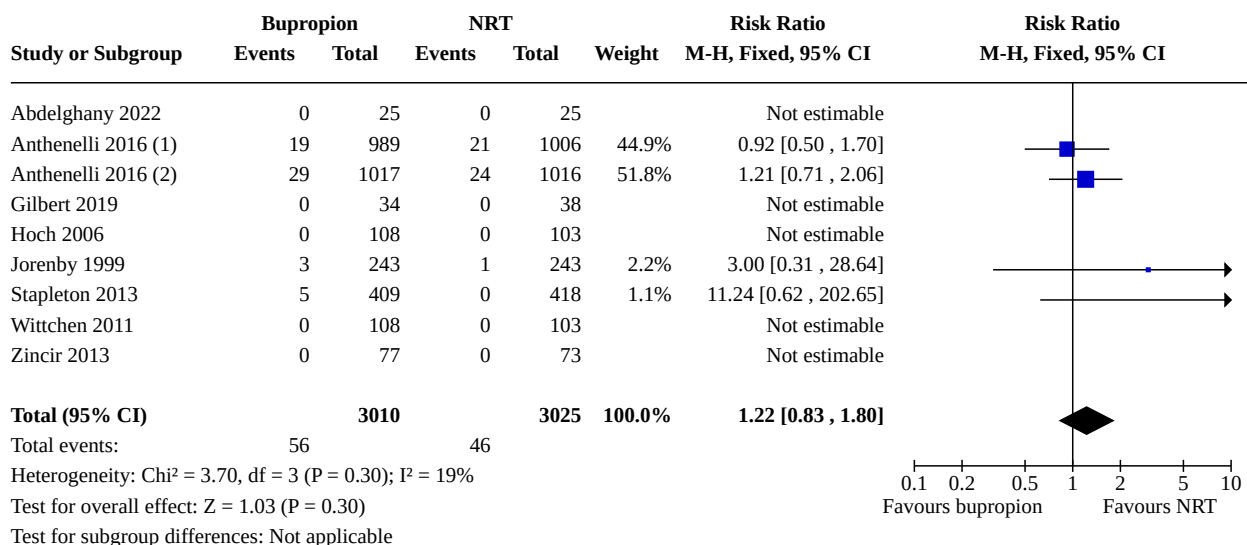 Bupropion NRT Risk Ratio Risk Ratio
Study or Subgroup Events Total Events Total Weight M-H, Fixed, 95% CI M-H, Fixed, 95% CI
Abdelghany 2022 0 25 0 25 Not estimable
Anthenelli 2016 (1) 19 989 21 1006 44.9% 0.92 [0.50 , 1.70]
Anthenelli 2016 (2) 29 1017 24 1016 51.8% 1.21 [0.71 , 2.06]
Gilbert 2019 0 34 0 38 Not estimable
Hoch 2006 0 108 0 103 Not estimable
Jorenby 1999 3 243 1 243 2.2% 3.00 [0.31 , 28.64]
Stapleton 2013 5 409 0 418 1.1% 11.24 [0.62 , 202.65]
Wittchen 2011 0 108 0 103 Not estimable
Zincir 2013 0 77 0 73 Not estimable
Total (95% CI) 3010 3025 100.0% 1.22 [0.83 , 1.80]
Total events: 56 46
Heterogeneity: Chi² = 3.70, df = 3 (P = 0.30); I² = 19%
0.1 0.2 0.5 1 2 5 10
Test for overall effect: Z = 1.03 (P = 0.30) Favours bupropion Favours NRT
Test for subgroup differences: Not applicable